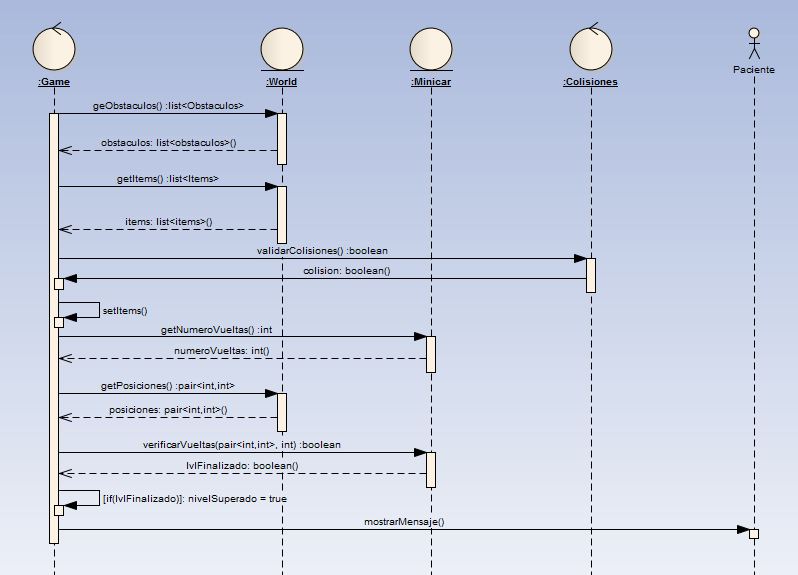 :Game
:World
:Minicar
:Colisiones
Paciente
geObstaculos() :list<Obstaculos>
obstaculos: list<obstaculos>()
getItems() :list<Items>
items: list<items>()
validarColisiones() :boolean
colision: boolean()
setItems()
getNumeroVueltas() :int
numeroVueltas: int()
getPosiciones() :pair<int,int>
posiciones: pair<int,int>()
verificarVueltas(pair<int,int>, int) :boolean
lvlFinalizado: boolean()
[if(lvlFinalizado)]: nivelSuperado = true
mostrarMensaje()